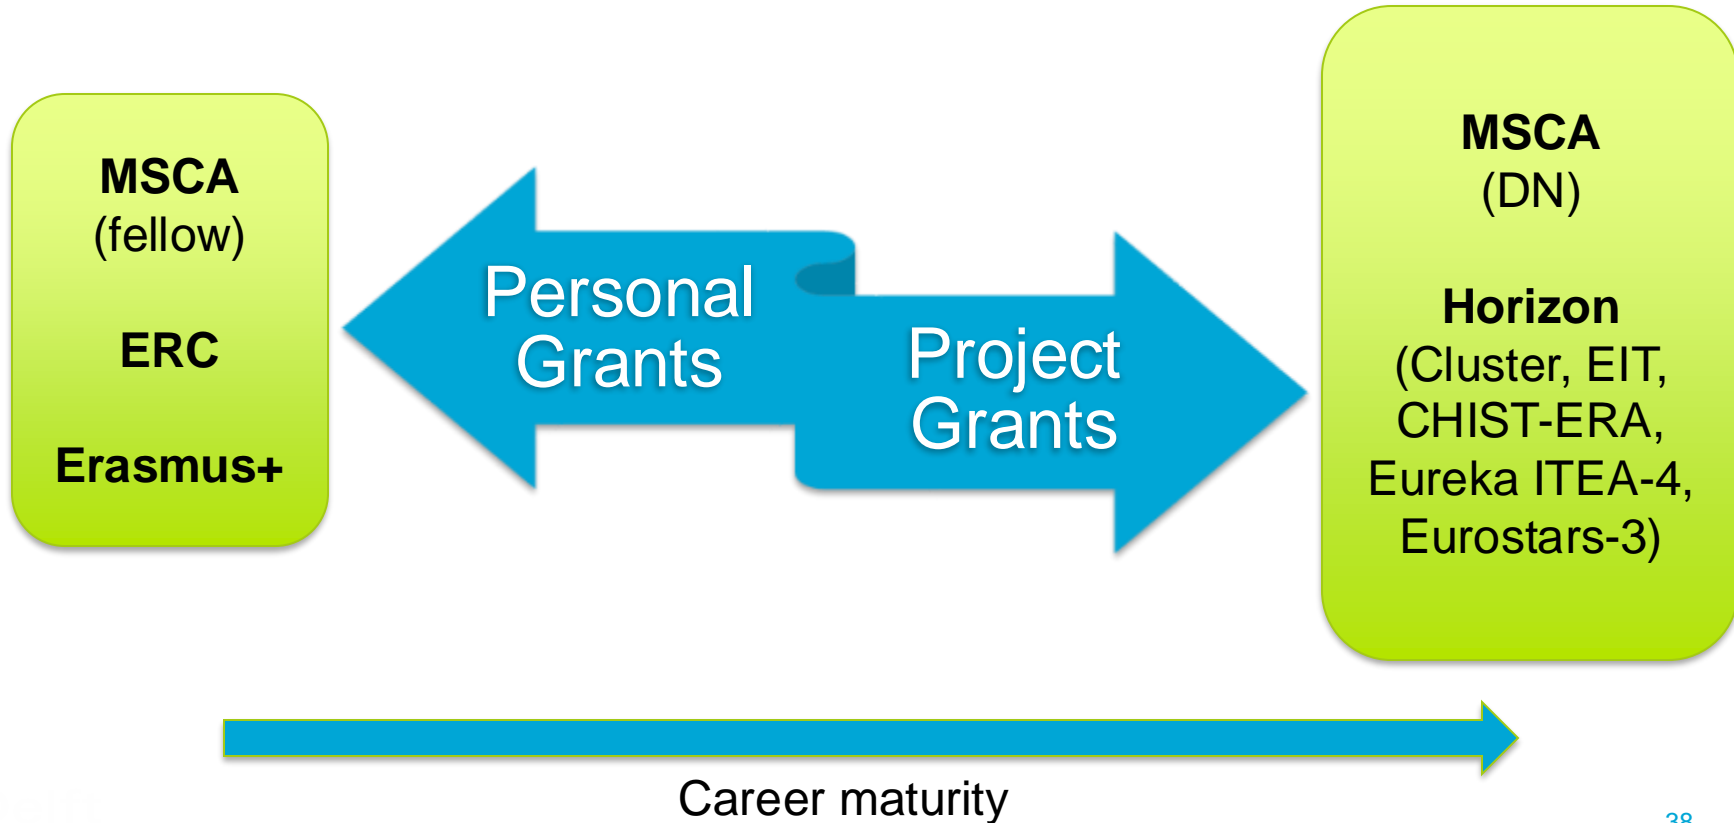 MSCA
(fellow)
ERC
Erasmus+
Personal
Grants
Project
Grants
MSCA
(DN)
Horizon
(Cluster, EIT,
CHIST-ERA,
Eureka ITEA-4,
Eurostars-3)
Career maturity
38